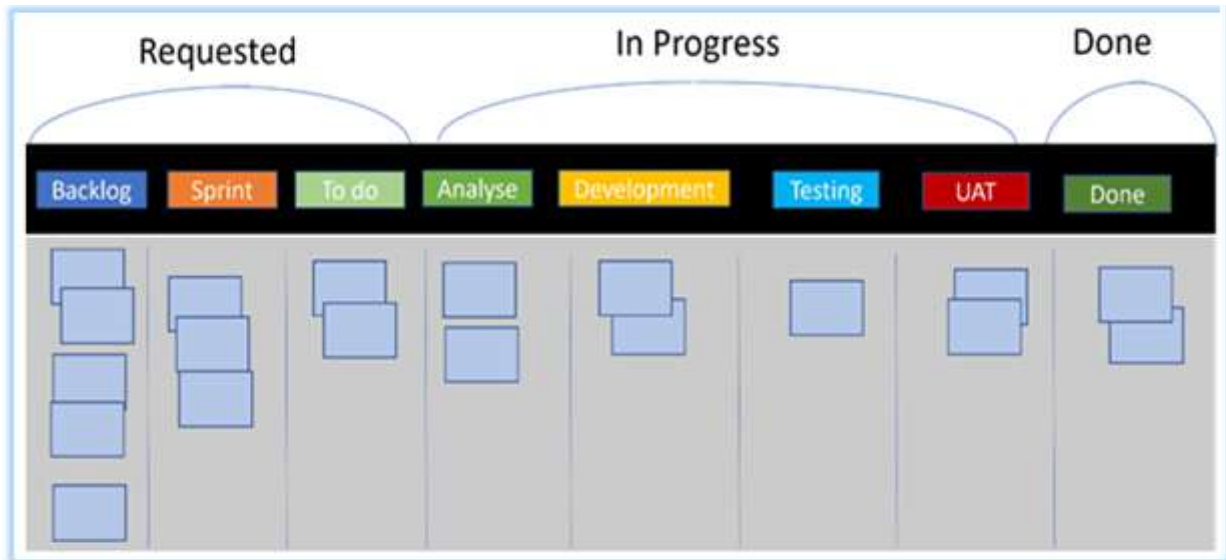 Requested
In Progress
Done
Backlog
Sprint
To do
Analyse
Development
Testing
UAT
Done